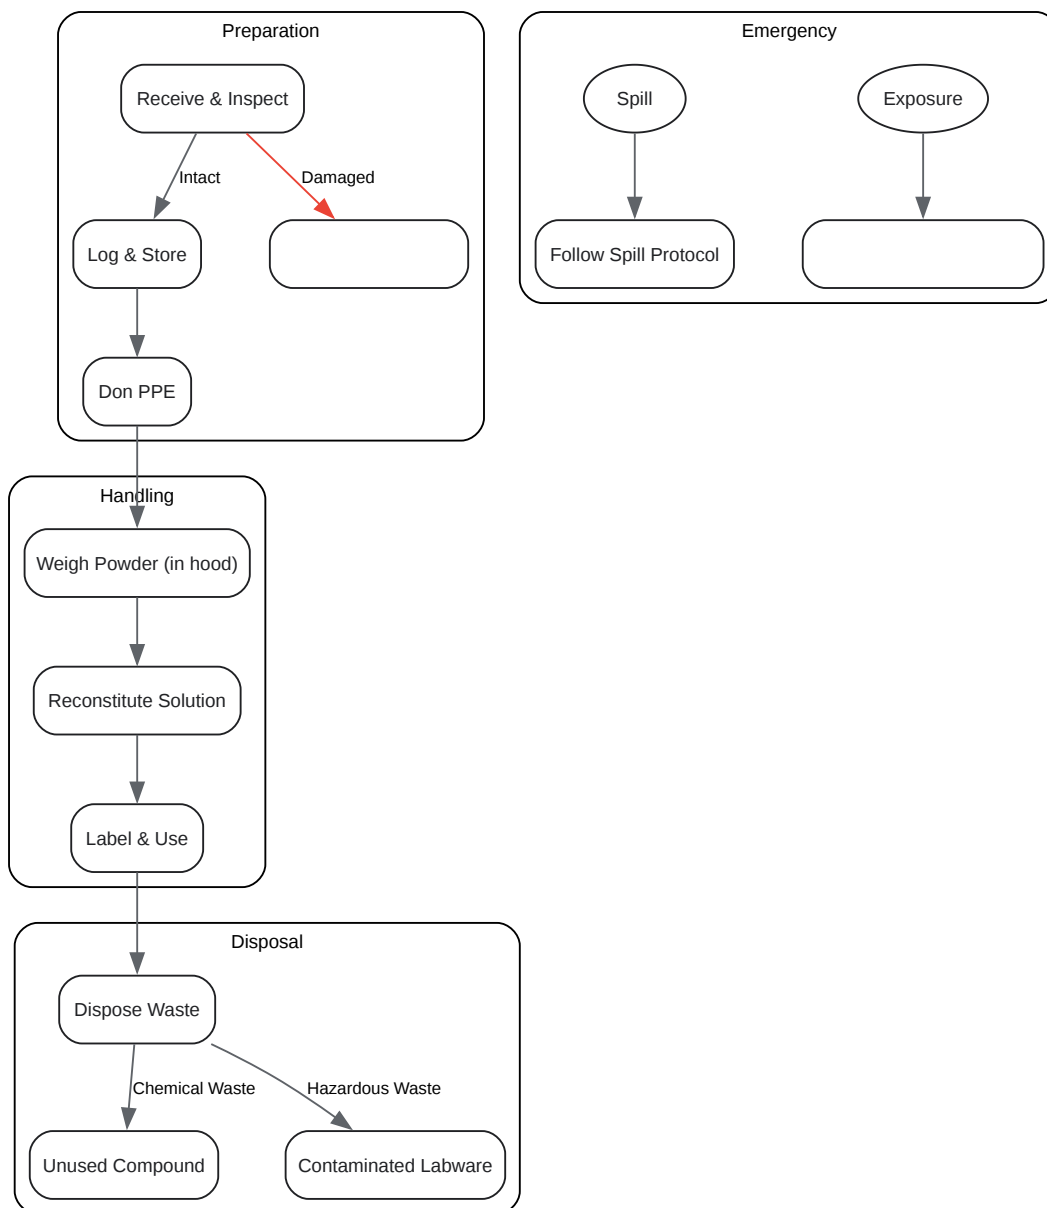 Preparation
Receive & Inspect
Intact
Damaged
Log & Store
Don PPE
Emergency
Spill
Exposure
Follow Spill Protocol
Handling
Weigh Powder (in hood)
Reconstitute Solution
Label & Use
Disposal
Dispose Waste
Chemical Waste
Hazardous Waste
Unused Compound
Contaminated Labware